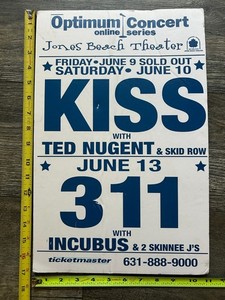 Optimum Concert
online series
Jones Beach Theater
FRIDAY • JUNE 9 SOLD OUT
SATURDAY • JUNE 10
KISS
WITH
TED NUGENT & SKID ROW
JUNE 13
311
WITH
INCUBUS & 2 SKINNEE J'S
ticketmaster 631-888-9000